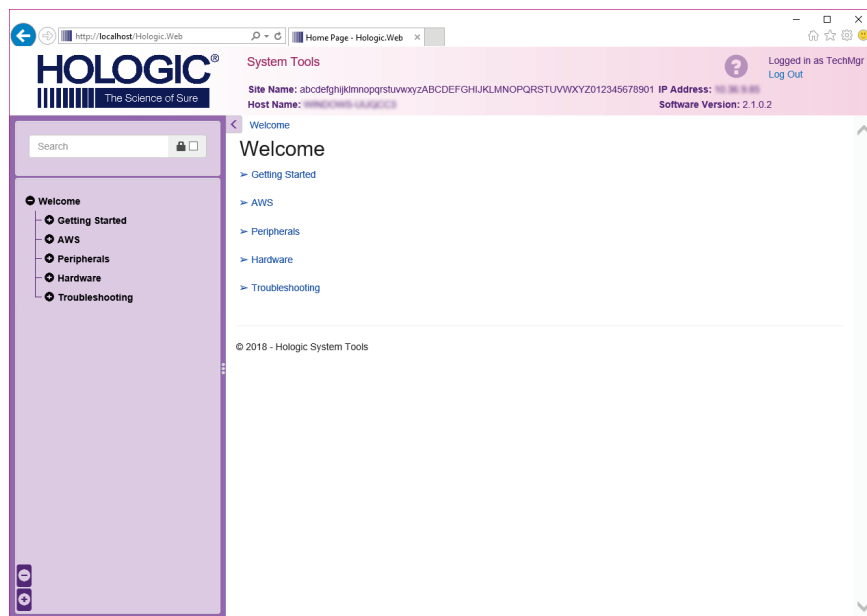 http://localhost/Hologic.Web
Home Page - Hologic.Web
HOLOGIC®
The Science of Sure
System Tools
Logged in as TechMgr
Log Out
Site Name: abcdefghijklmnopqrstuvwxyzABCDEFGHIJKLMNOPQRSTUVWXYZ012345678901 IP Address:
Host Name: Software Version: 2.1.0.2
Search
Welcome
Getting Started
AWS
Peripherals
Hardware
Troubleshooting
Welcome
Welcome
➢ Getting Started
➢ AWS
➢ Peripherals
➢ Hardware
➢ Troubleshooting
© 2018 - Hologic System Tools